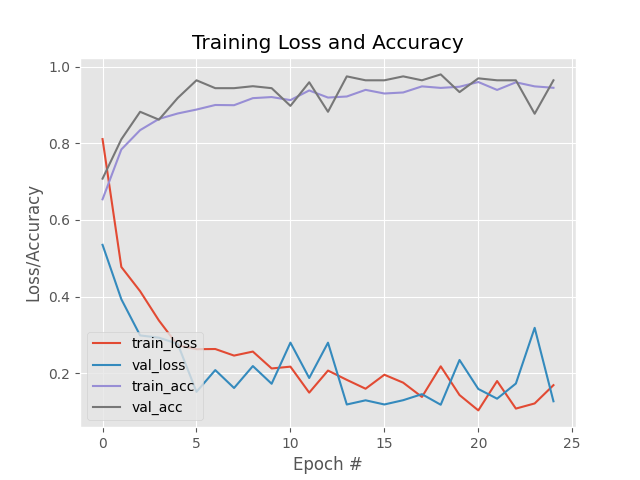 Training Loss and Accuracy
1.0
0.8
0.6
0.4
0.2
Loss/Accuracy
train_loss
val_loss
train_acc
val_acc
0
5
10
15
20
25
Epoch #